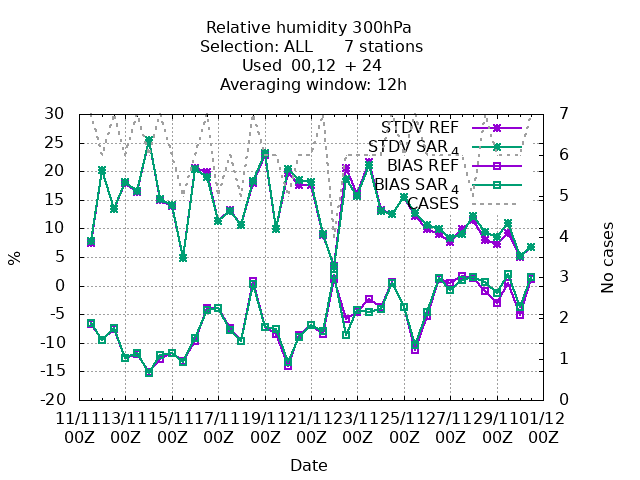 Relative humidity 300hPa
Selection: ALL 7 stations
Used 00,12 + 24
Averaging window: 12h
30 7
25
20
15
10
5
0
-5
-10
-15
-20
6
5
4
3
2
1
0
STDV REF
STDV SAR 4
BIAS REF
BIAS SAR 4
CASES
%
No cases
11/11 13/11 15/11 17/11 19/11 21/11 23/11 25/11 27/11 29/11 01/12
00Z 00Z 00Z 00Z 00Z 00Z 00Z 00Z 00Z 00Z 00Z
Date